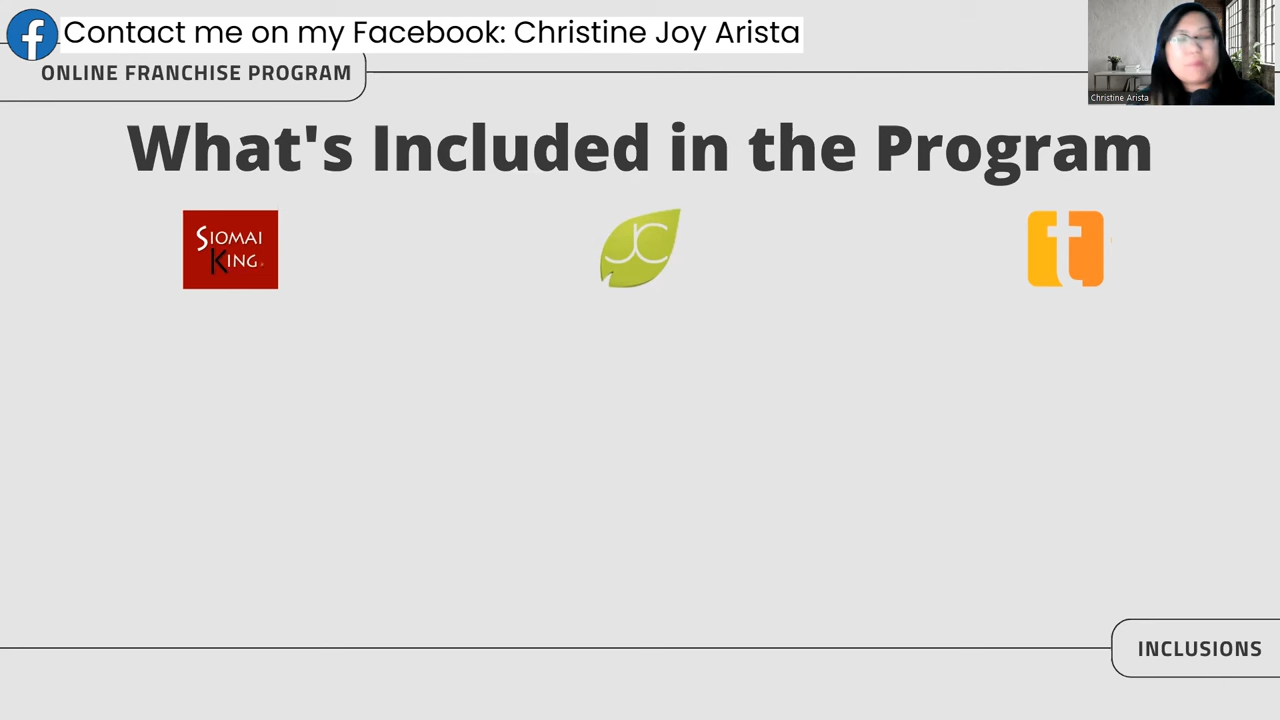 Contact me on my Facebook: Christine Joy Arista
ONLINE FRANCHISE PROGRAM
Christine Arista
What's Included in the Program
SIOMAI
KING
JC
t
INCLUSIONS